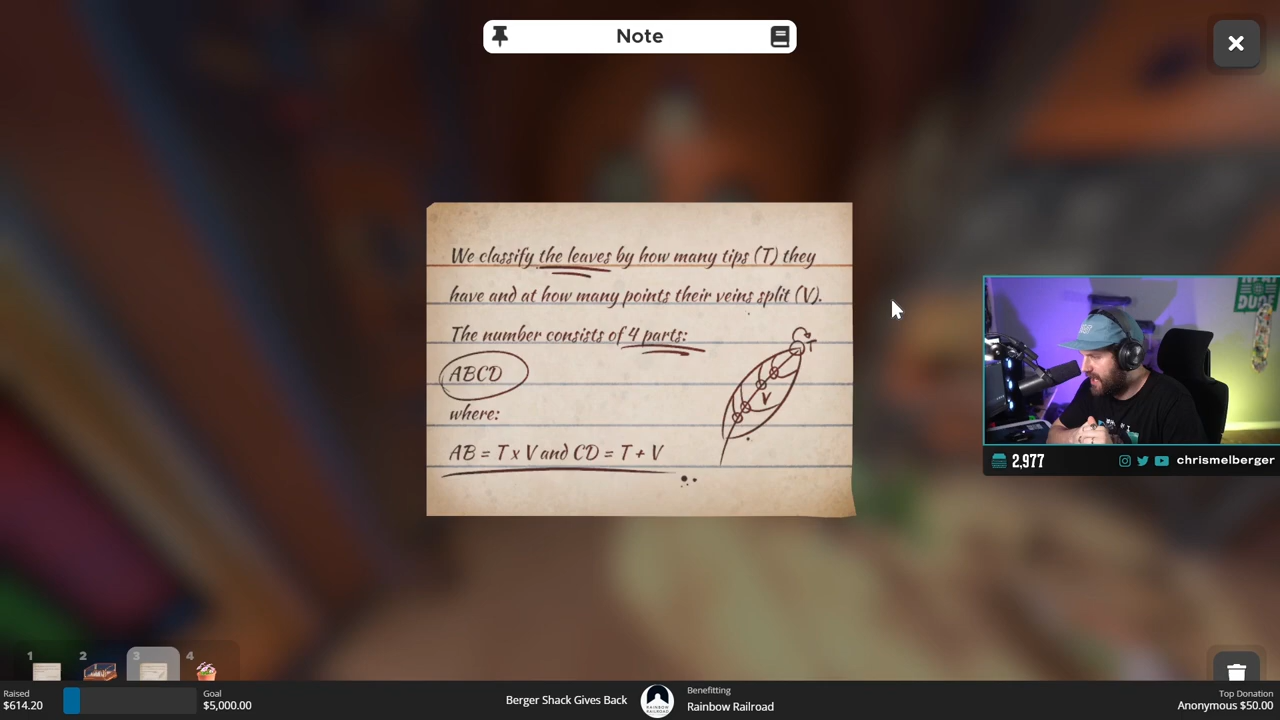 Note
We classify the leaves by how many tips (T) they
have and at how many points their veins split (V).
The number consists of 4 parts:
ABCD
where:
AB = T x V and CD = T + V
T
V
2,977
chrismelberger
1
2
3
4
Raised
$614.20
Goal
$5,000.00
Berger Shack Gives Back
RAINBOW
RAILROAD
Benefitting
Rainbow Railroad
Top Donation
Anonymous $50.00